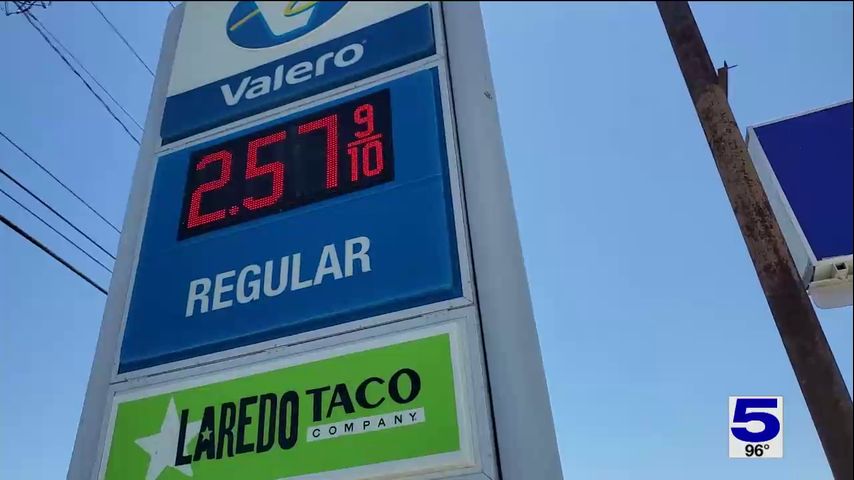 Valero
2.57 9/10
REGULAR
LAREDO TACO
COMPANY
5
96°